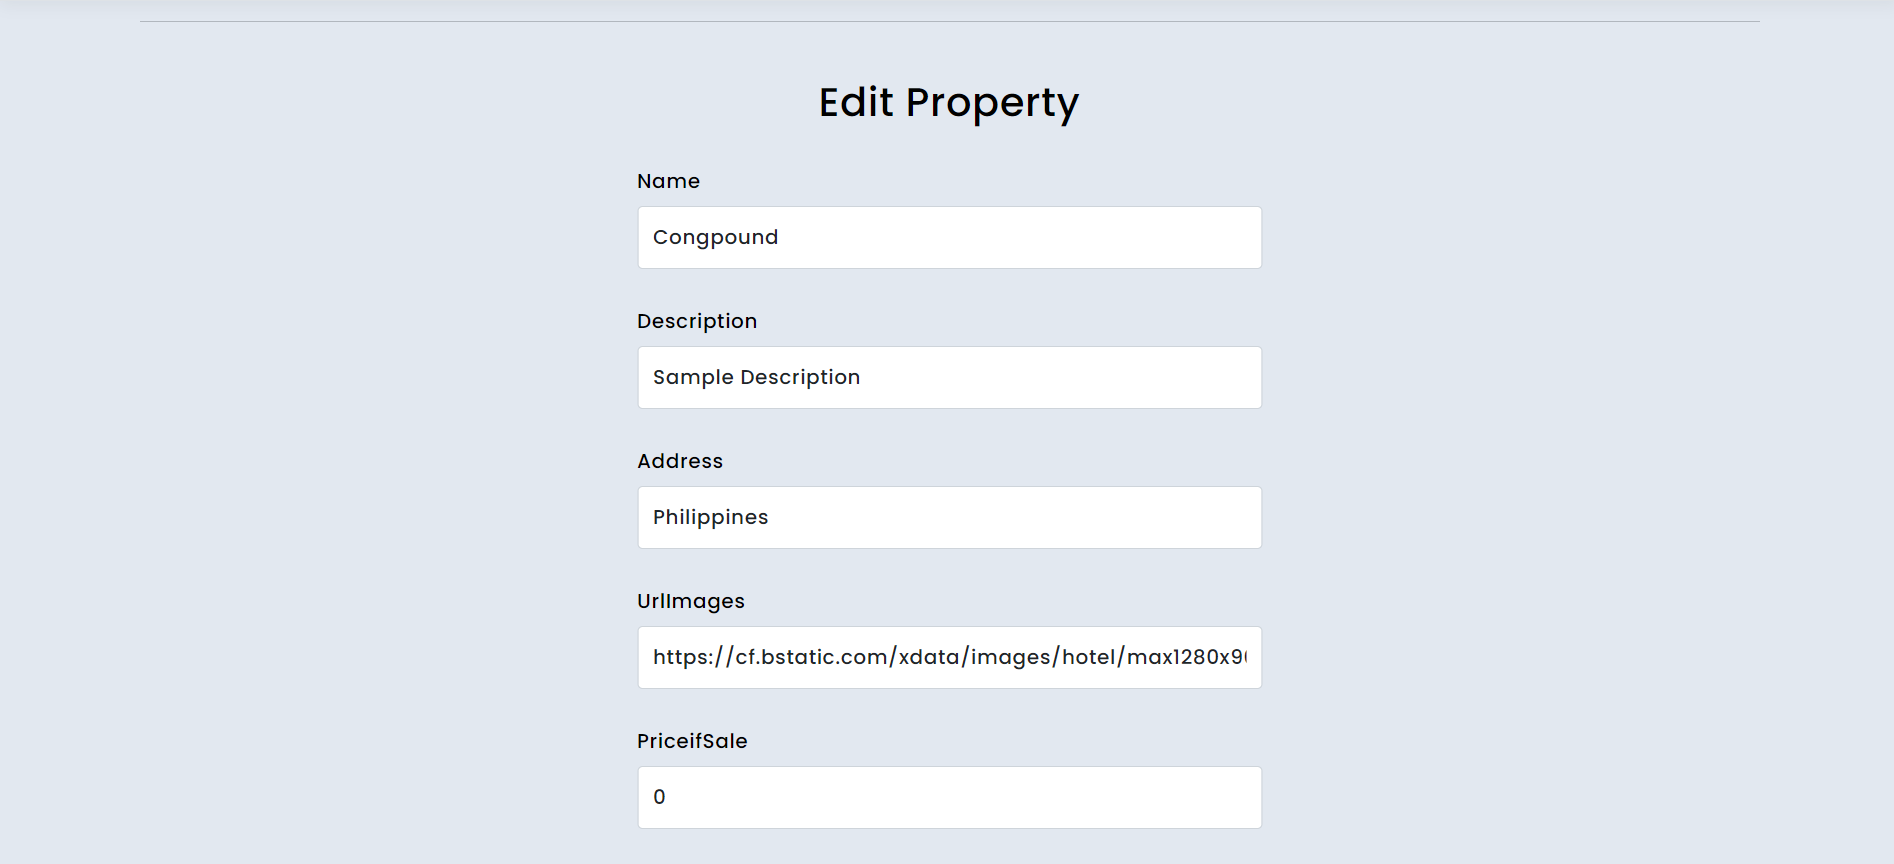 Edit Property
Name
Congpound
Description
Sample Description
Address
Philippines
UrlImages
https://cf.bstatic.com/xdata/images/hotel/max1280x9
PriceifSale
0